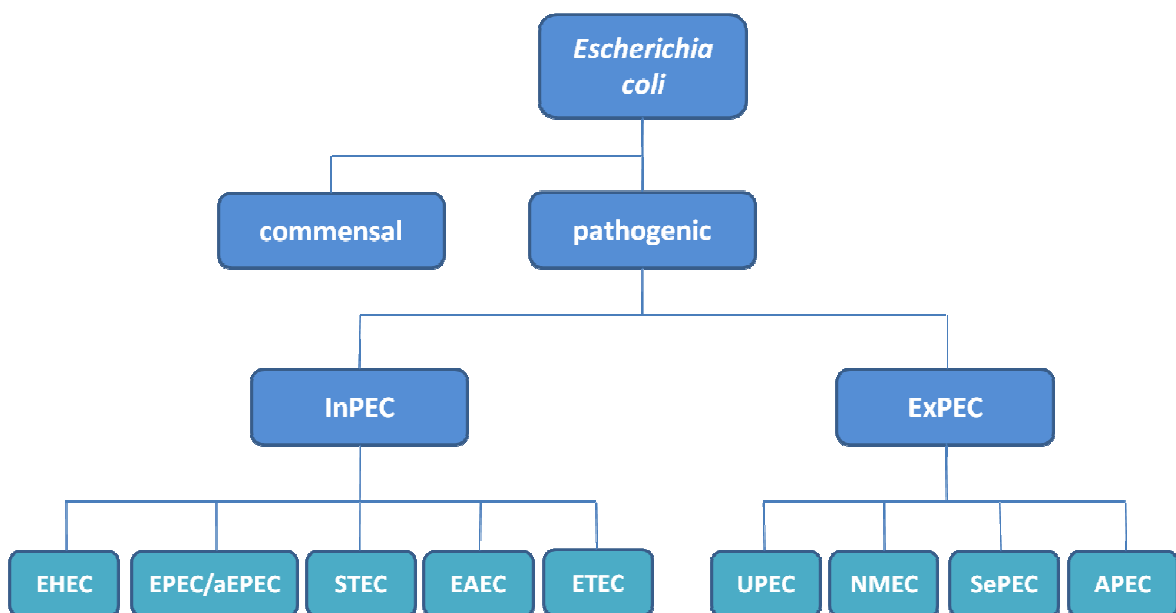 Escherichia
coli
commensal
pathogenic
InPEC
ExPEC
EHEC
EPEC/aEPEC
STEC
EAEC
ETEC
UPEC
NMEC
SePEC
APEC